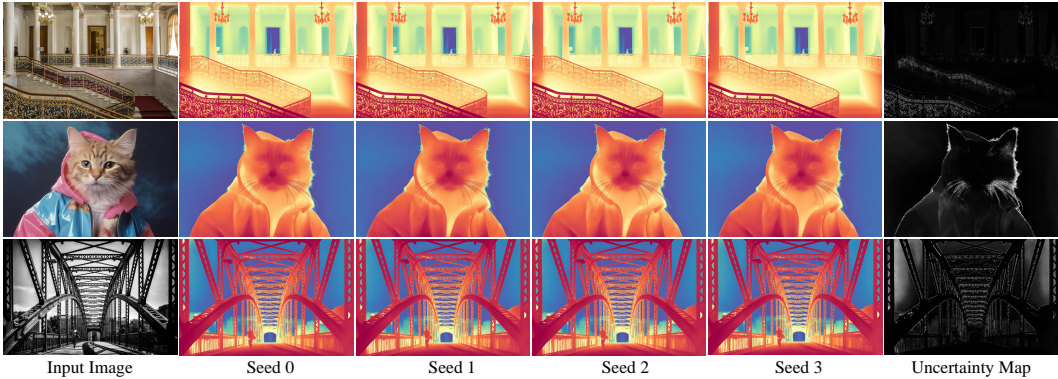 Input Image
Seed 0
Seed 1
Seed 2
Seed 3
Uncertainty Map